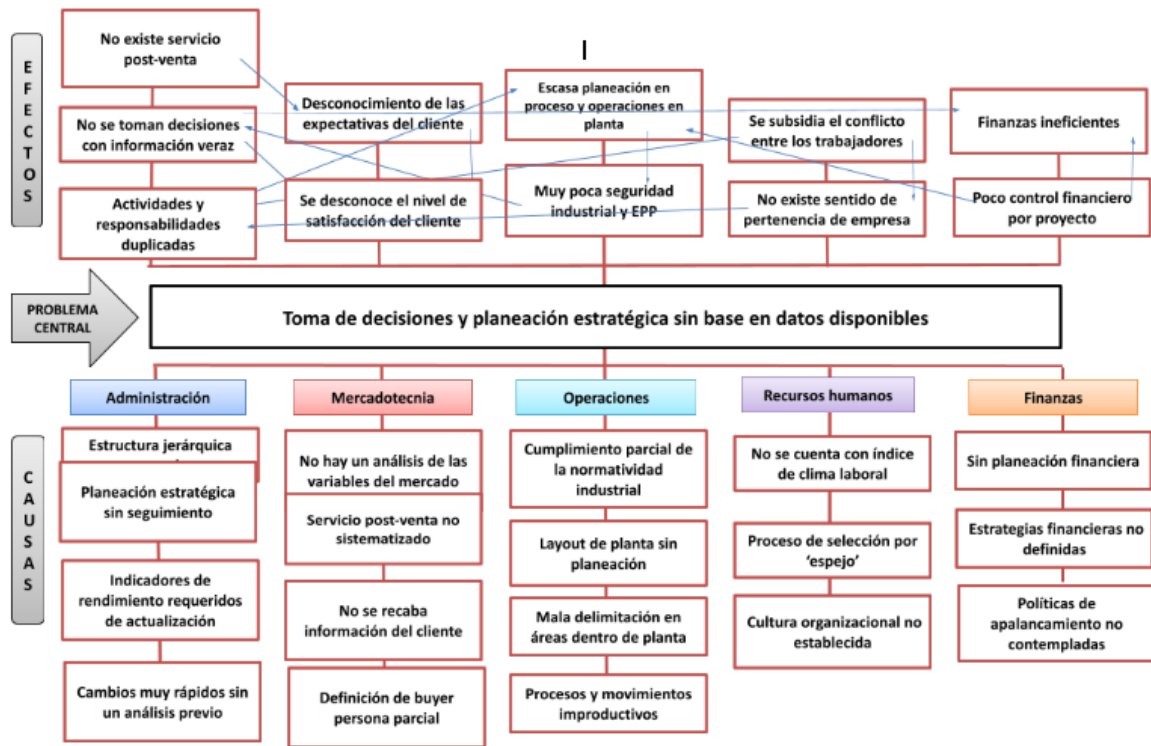 I
EFECTOS
No existe servicio
post-venta
No se toman decisiones
con información veraz
Actividades y
responsabilidades
duplicadas
Desconocimiento de las
expectativas del cliente
Se desconoce el nivel de
satisfacción del cliente
Escasa planeación en
proceso y operaciones en
planta
Muy poca seguridad
industrial y EPP
Se subsidia el conflicto
entre los trabajadores
No existe sentido de
pertenencia de empresa
Finanzas ineficientes
Poco control financiero
por proyecto
PROBLEMA
CENTRAL
Toma de decisiones y planeación estratégica sin base en datos disponibles
CAUSAS
Administración
Estructura jerárquica
Planeación estratégica
sin seguimiento
Indicadores de
rendimiento requeridos
de actualización
Cambios muy rápidos sin
un análisis previo
Mercadotecnia
No hay un análisis de las
variables del mercado
Servicio post-venta no
sistematizado
No se recaba
información del cliente
Definición de buyer
persona parcial
Operaciones
Cumplimiento parcial de
la normatividad
industrial
Layout de planta sin
planeación
Mala delimitación en
áreas dentro de planta
Procesos y movimientos
improductivos
Recursos humanos
No se cuenta con índice
de clima laboral
Proceso de selección por
‘espejo’
Cultura organizacional no
establecida
Finanzas
Sin planeación financiera
Estrategias financieras no
definidas
Políticas de
apalancamiento no
contempladas